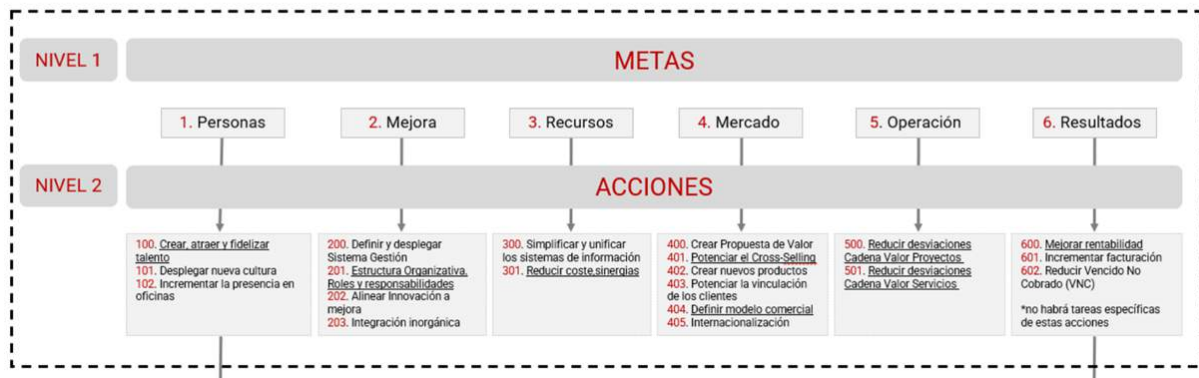 NIVEL 1
METAS
1. Personas
2. Mejora
3. Recursos
4. Mercado
5. Operación
6. Resultados
NIVEL 2
ACCIONES
100. Crear, atraer y fidelizar
talento
101. Desplegar nueva cultura
102. Incrementar la presencia en
oficinas
200. Definir y desplegar
Sistema Gestión
201. Estructura Organizativa.
Roles y responsabilidades
202. Alinear Innovación a
mejora
203. Integración inorgánica
300. Simplificar y unificar
los sistemas de información
301. Reducir coste,sinergias
400. Crear Propuesta de Valor
401. Potenciar el Cross-Selling
402. Crear nuevos productos
403. Potenciar la vinculación
de los clientes
404. Definir modelo comercial
405. Internacionalización
500. Reducir desviaciones
Cadena Valor Proyectos
501. Reducir desviaciones
Cadena Valor Servicios
600. Mejorar rentabilidad
601. Incrementar facturación
602. Reducir Vencido No
Cobrado (VNC)
*no habrá tareas específicas
de estas acciones